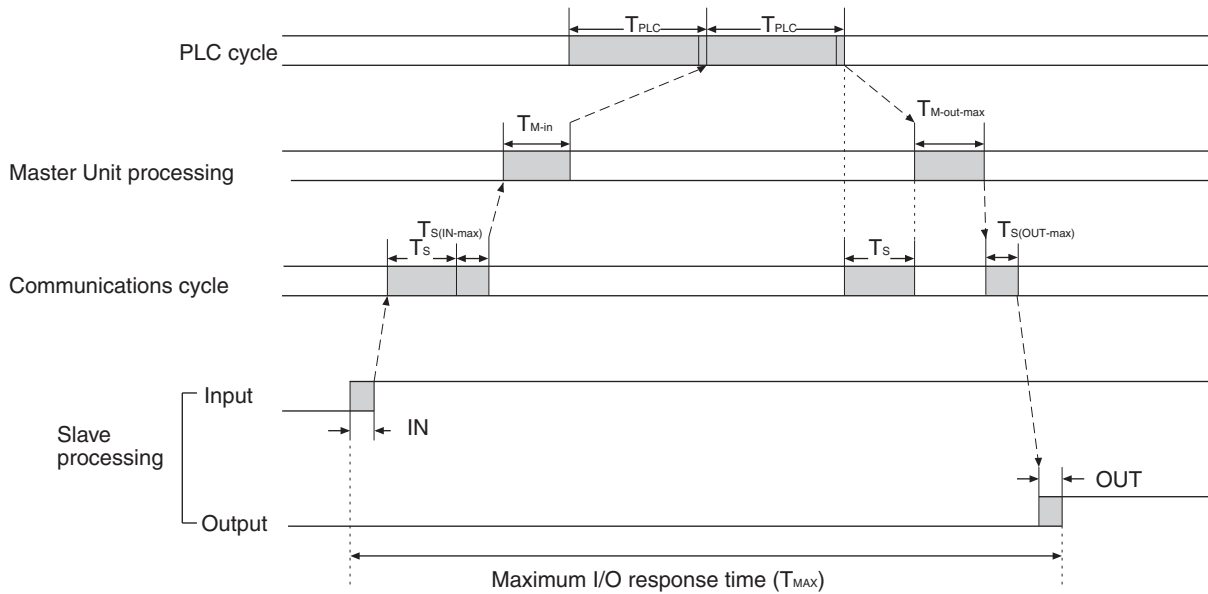 TPLC
TPLC
PLC cycle
TM-in
TM-out-max
Master Unit processing
TS
TS(IN-max)
TS
TS(OUT-max)
Communications cycle
Input
IN
Slave
processing
OUT
Output
Maximum I/O response time (TMAX)